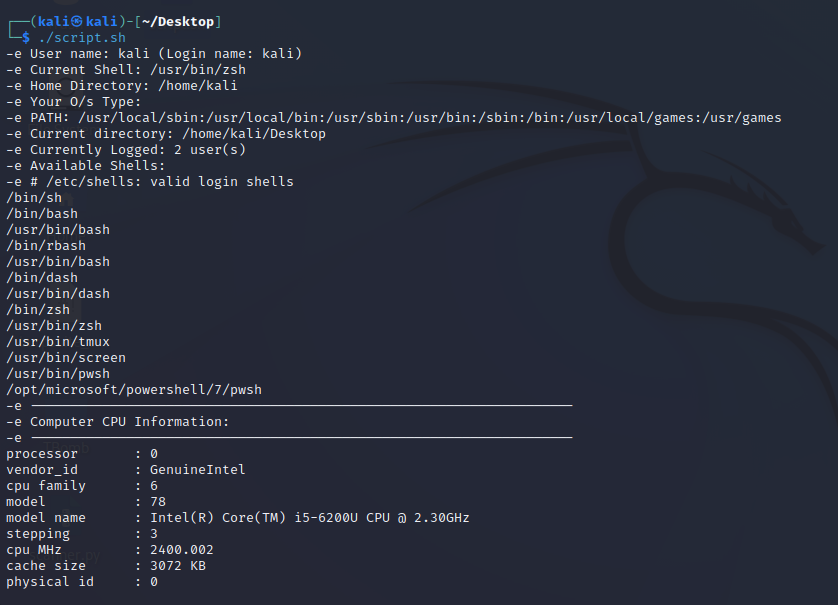 ┌──(kali㉿kali)-[~/Desktop]
└─$ ./script.sh
-e User name: kali (Login name: kali)
-e Current Shell: /usr/bin/zsh
-e Home Directory: /home/kali
-e Your O/s Type:
-e PATH: /usr/local/sbin:/usr/local/bin:/usr/sbin:/usr/bin:/sbin:/bin:/usr/local/games:/usr/games
-e Current directory: /home/kali/Desktop
-e Currently Logged: 2 user(s)
-e Available Shells:
-e # /etc/shells: valid login shells
/bin/sh
/bin/bash
/usr/bin/bash
/bin/rbash
/usr/bin/bash
/bin/dash
/usr/bin/dash
/bin/zsh
/usr/bin/zsh
/usr/bin/tmux
/usr/bin/screen
/usr/bin/pwsh
/opt/microsoft/powershell/7/pwsh
-e ────────────────────────────────────────────────────────────────────
-e Computer CPU Information:
-e ────────────────────────────────────────────────────────────────────
processor       : 0
vendor_id       : GenuineIntel
cpu family      : 6
model           : 78
model name      : Intel(R) Core(TM) i5-6200U CPU @ 2.30GHz
stepping        : 3
cpu MHz         : 2400.002
cache size      : 3072 KB
physical id     : 0